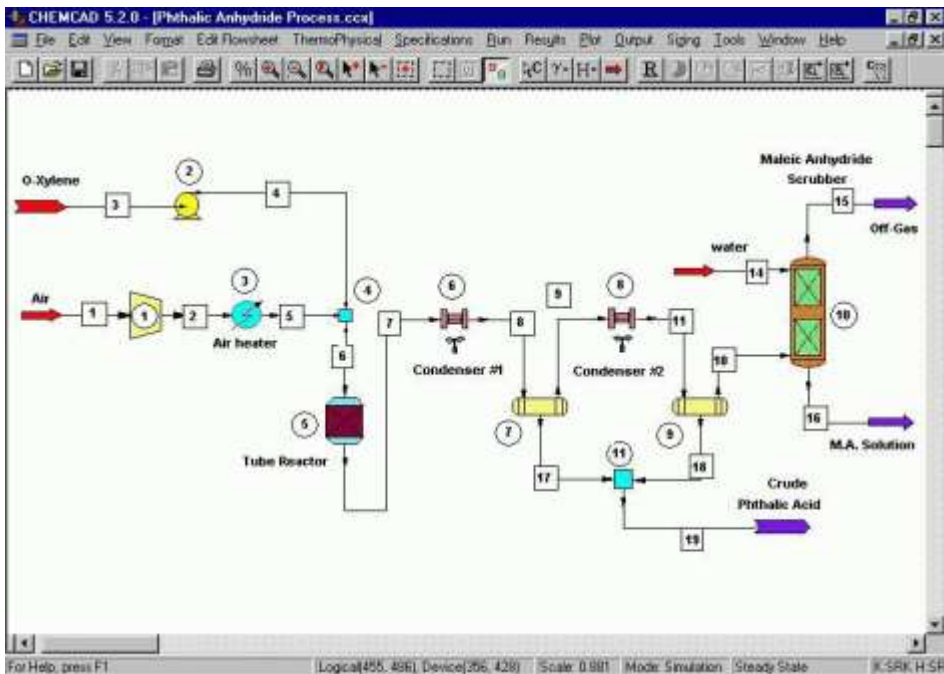 CHEMCAD 5.2.0 - [Phthalic Anhydride Process.ccx]
File Edit View Format Edit Flowsheet ThermoPhysical Specifications Run Results Plot Output Sizing Tools Window Help
Maleic Anhydride
Scrubber
15
Off-Gas
2
O-Xylene
3
4
water
14
Air
1
1
2
3
5
4
Air heater
6
7
6
8
Condenser #1
9
8
11
Condenser #2
10
10
5
Tube Reactor
7
9
16
M.A. Solution
17
11
18
Crude
Phthalic Acid
19
For Help, press F1
Logical(455, 486), Device(356, 428)
Scale: 0.881
Mode: Simulation
Steady State